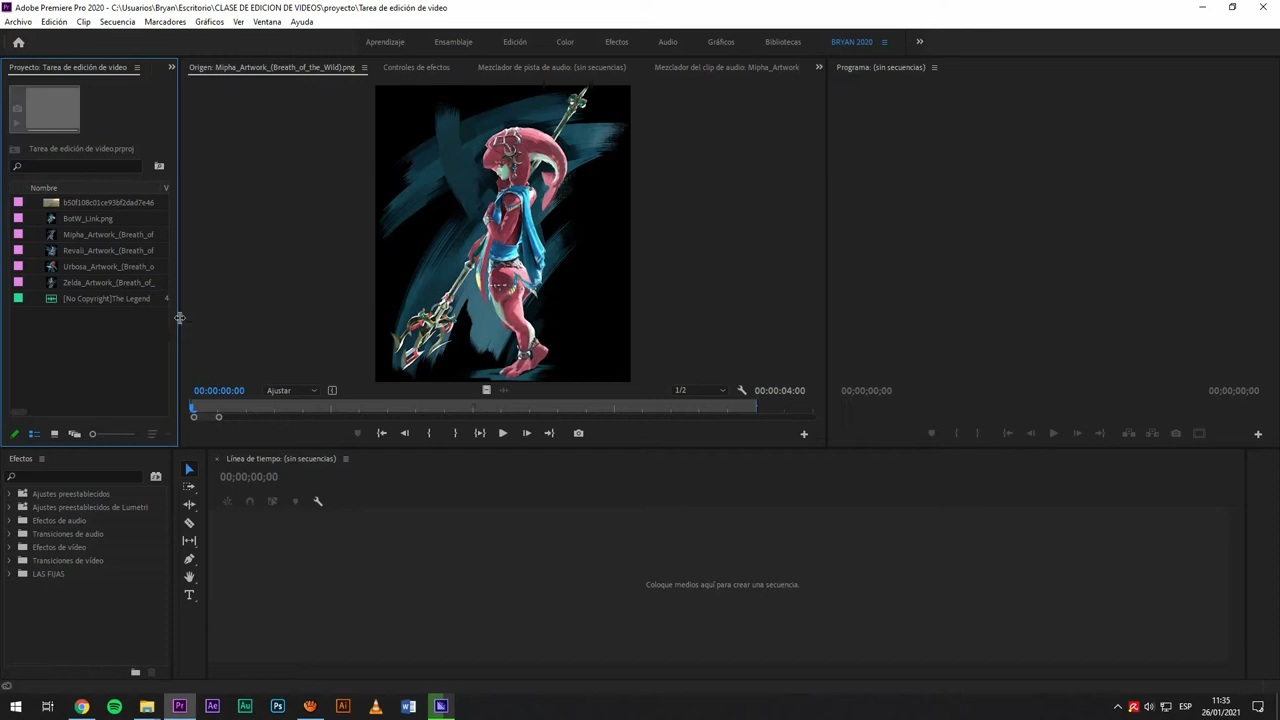 Adobe Premiere Pro 2020 - C:\Usuarios\Bryan\Escritorio\CLASE DE EDICION DE VIDEOS\proyecto\Tarea de edición de video
Archivo Edición Clip Secuencia Marcadores Gráficos Ver Ventana Ayuda
Aprendizaje Ensamblaje Edición Color Efectos Audio Gráficos Bibliotecas BRYAN 2020
Proyecto: Tarea de edición de video
Origen: Mipha_Artwork_(Breath_of_the_Wild).png Controles de efectos Mezclador de pista de audio: (sin secuencias) Mezclador del clip de audio: Mipha_Artwork
Programa: (sin secuencias)
Tarea de edición de video.prproj
Nombre V
b50f108c01ce93bf2dad7e46
BotW_Link.png
Mipha_Artwork_(Breath_of
Revali_Artwork_(Breath_of
Urbosa_Artwork_(Breath_o
Zelda_Artwork_(Breath_of_
[No Copyright]The Legend 4
00:00:00:00 Ajustar 1/2 00:00:04:00
00;00;00;00 00;00;00;00
Efectos
Ajustes preestablecidos
Ajustes preestablecidos de Lumetri
Efectos de audio
Transiciones de audio
Efectos de vídeo
Transiciones de vídeo
LAS FIJAS
Línea de tiempo: (sin secuencias)
00;00;00;00
Coloque medios aquí para crear una secuencia.
Pr Ae Au Ps Ai W
ESP
11:35
26/01/2021